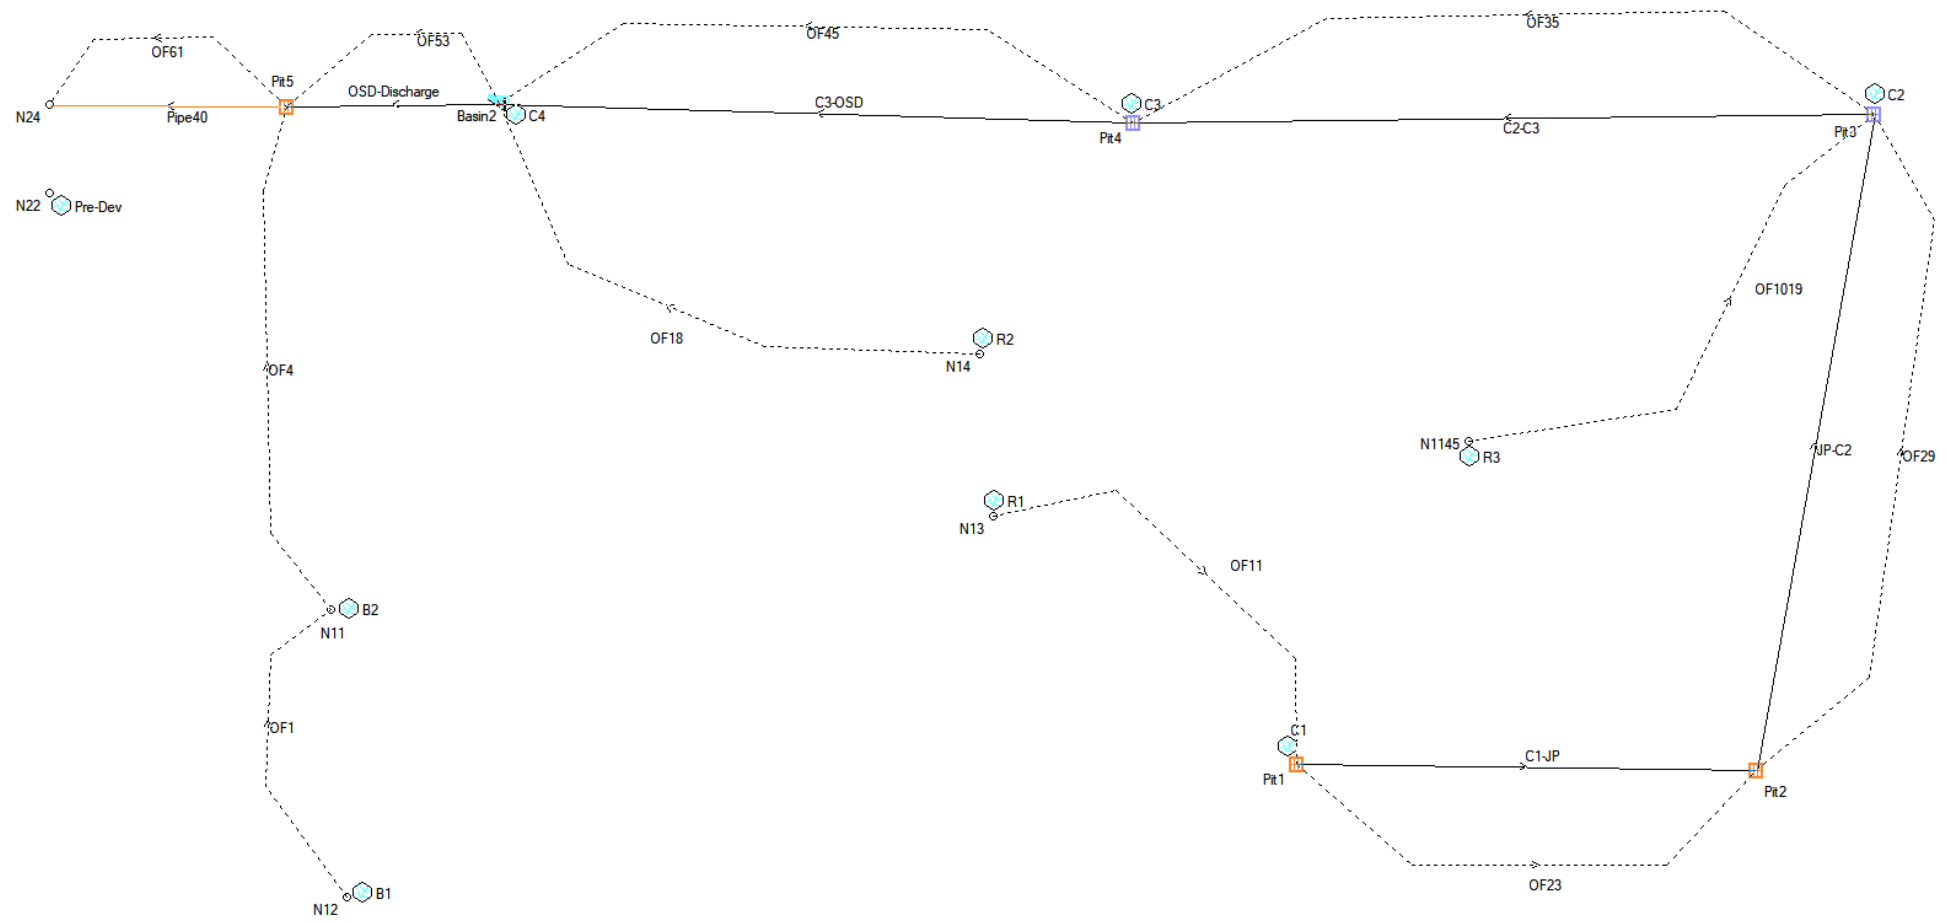 OF61
OF53
OF45
OF35
Pit5
OSD-Discharge
C3-OSD
C3
C2
N24
Pipe40
Basin2
C4
Pit4
C2-C3
Pit3
N22
Pre-Dev
OF1019
OF18
R2
N14
OF4
N1145
R3
JP-C2
OF29
R1
N13
OF11
B2
N11
OF1
C1
C1-JP
Pit1
Pit2
OF23
B1
N12